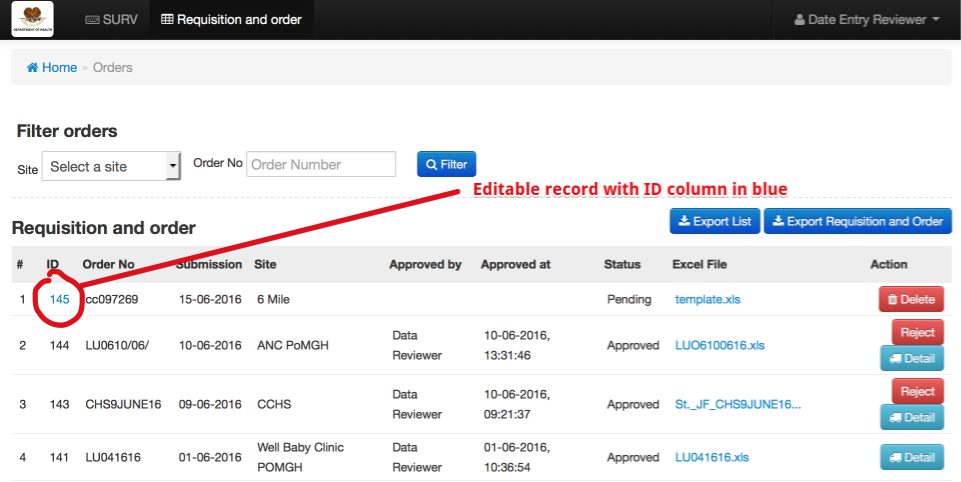 DEPARTMENT OF HEALTH
SURV
Requisition and order
Date Entry Reviewer
Home » Orders
Filter orders
Site Select a site Order No Order Number Filter
Editable record with ID column in blue
Requisition and order
Export List Export Requisition and Order
# ID Order No Submission Site Approved by Approved at Status Excel File Action
1 145 cc097269 15-06-2016 6 Mile Pending template.xls Delete
2 144 LU0610/06/ 10-06-2016 ANC PoMGH Data Reviewer 10-06-2016, 13:31:46 Approved LUO6100616.xls Reject Detail
3 143 CHS9JUNE16 09-06-2016 CCHS Data Reviewer 10-06-2016, 09:21:37 Approved St._JF_CHS9JUNE16... Reject Detail
4 141 LU041616 01-06-2016 Well Baby Clinic POMGH Data Reviewer 01-06-2016, 10:36:54 Approved LU041616.xls Detail